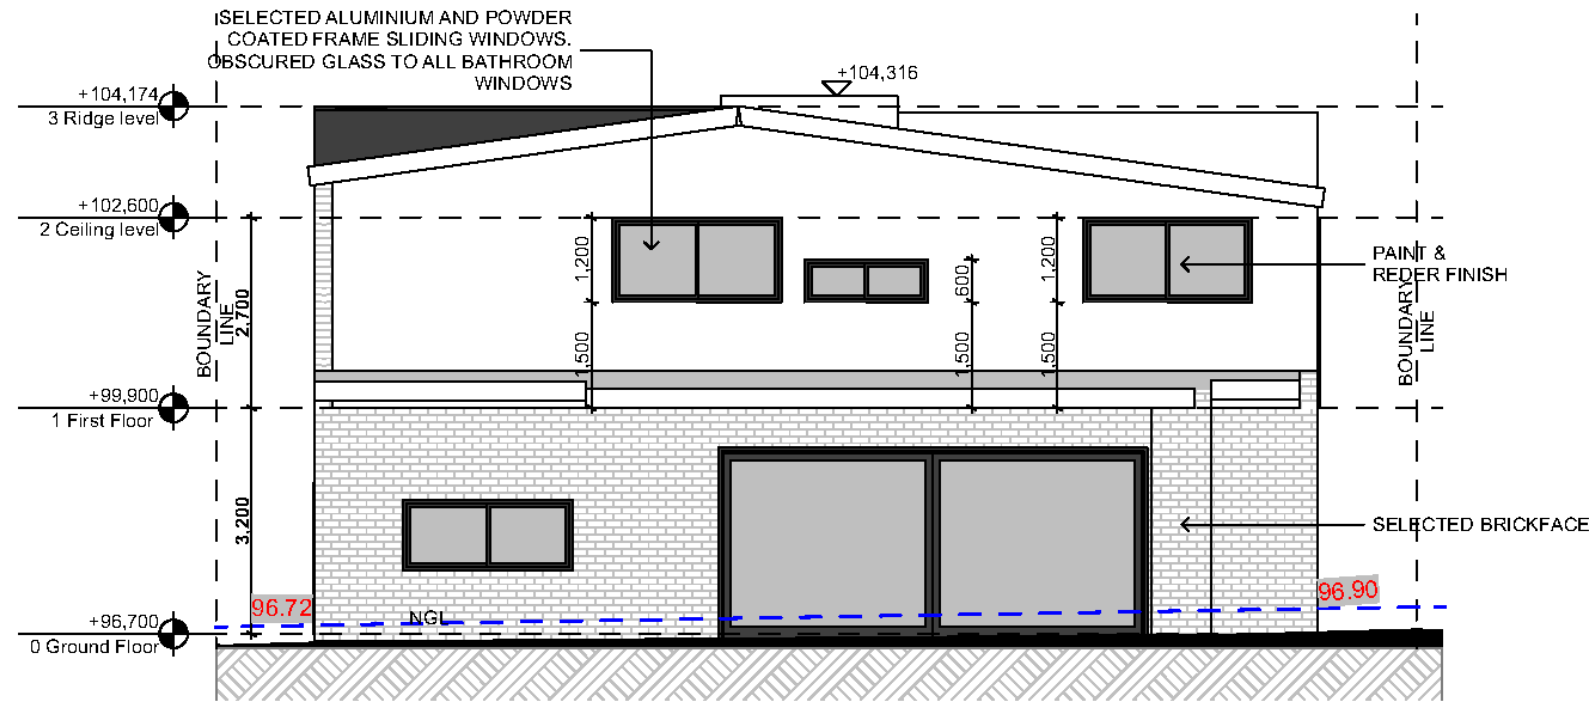 SELECTED ALUMINIUM AND POWDER
COATED FRAME SLIDING WINDOWS.
OBSCURED GLASS TO ALL BATHROOM
WINDOWS
+104,316
+104,174
3 Ridge level
+102,600
2 Ceiling level
1,200
600
1,200
PAINT &
REDER FINISH
BOUNDARY
LINE
2,700
1,500
1,500
1,500
BOUNDARY
LINE
+99,900
1 First Floor
3,200
SELECTED BRICKFACE
96.72
96.90
NGL
+96,700
0 Ground Floor